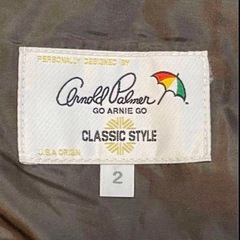 PERSONALLY DESIGNED BY
Arnold Palmer
GO ARNIE GO
CLASSIC STYLE
U.S.A ORIGIN
2